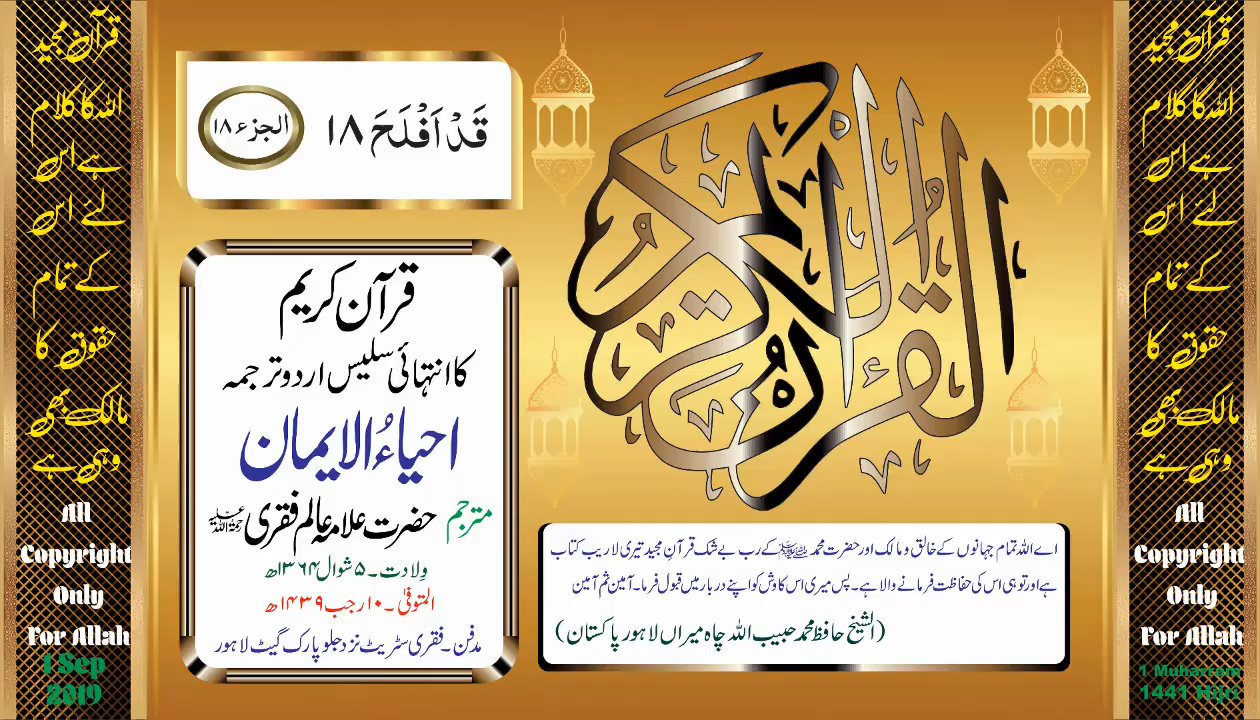 قرآن مجید
اللہ کا کلام
ہے اس
لئے اس
کے تمام
حقوق کا
مالک بھی
وہی ہے
All
Copyright
Only
For Allah
1 Sep
2019
قَدْ اَفْلَحَ ۱۸
الجزء ۱۸
قرآن کریم
کا انتہائی سلیس اردو ترجمہ
احیاءُ الایمان
مترجم حضرت علامہ عالم فقری رحمۃ اللہ علیہ
ولادت۔ ۵ شوال ۱۳۶۴ھ
المتوفیٰ۔ ۱۰ رجب ۱۴۳۹ھ
مدفن۔ فقری سٹریٹ نزد جلو پارک گیٹ لاہور
القرآن الكريم
اے اللہ تمام جہانوں کے خالق و مالک اور حضرت محمد ﷺ کے رب بے شک قرآن مجید تیری لاریب کتاب
ہے اور تو ہی اس کی حفاظت فرمانے والا ہے۔ پس میری اس کاوش کو اپنے دربار میں قبول فرما۔ آمین ثم آمین
(الشیخ حافظ محمد حبیب اللہ چاہ میراں لاہور پاکستان)
قرآن مجید
اللہ کا کلام
ہے اس
لئے اس
کے تمام
حقوق کا
مالک بھی
وہی ہے
All
Copyright
Only
For Allah
1 Muharram
1441 Hijri